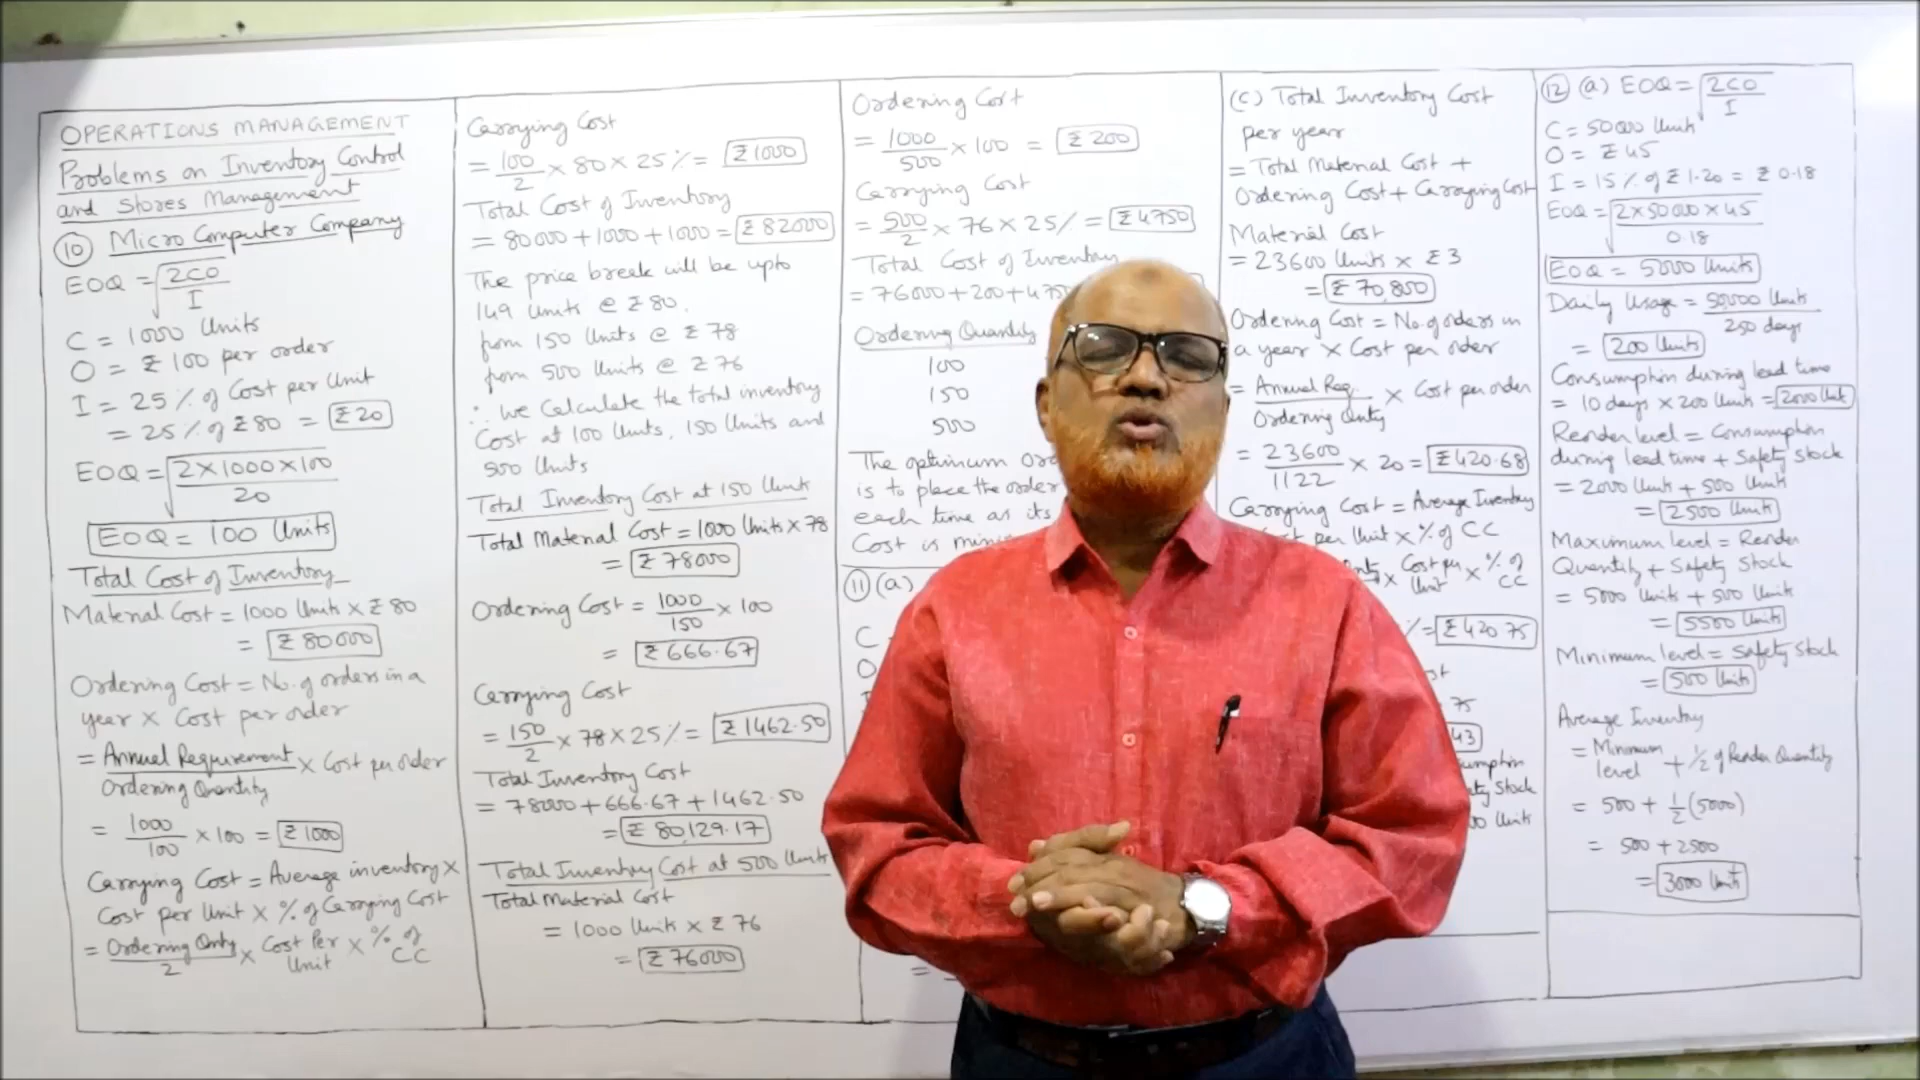 OPERATIONS MANAGEMENT
Problems on Inventory Control
and Stores Management
10 Micro Computer Company
EOQ = √2CO/I
C = 1000 Units
O = ₹100 per order
I = 25% of Cost per Unit
= 25% of ₹80 = ₹20
EOQ = √2×1000×100/20
EOQ = 100 Units
Total Cost of Inventory
Material Cost = 1000 Units × ₹80
= ₹80000
Ordering Cost = No. of orders in a
year × Cost per order
= Annual Requirement/Ordering Quantity × Cost per order
= 1000/100 × 100 = ₹1000
Carrying Cost = Average inventory ×
Cost per Unit × % of Carrying Cost
= Ordering Qnty/2 × Cost Per Unit × % of CC
Carrying Cost
= 100/2 × 80 × 25% = ₹1000
Total Cost of Inventory
= 80000 + 1000 + 1000 = ₹82000
The price break will be upto
149 Units @ ₹80.
from 150 Units @ ₹78
from 500 Units @ ₹76
∴ we Calculate the total inventory
Cost at 100 Units, 150 Units and
500 Units
Total Inventory Cost at 150 Units
Total Material Cost = 1000 Units × 78
= ₹78000
Ordering Cost = 1000/150 × 100
= ₹666.67
Carrying Cost
= 150/2 × 78 × 25% = ₹1462.50
Total Inventory Cost
= 78000 + 666.67 + 1462.50
= ₹80,129.17
Total Inventory Cost at 500 Units
Total Material Cost
= 1000 Units × ₹76
= ₹76000
Ordering Cost
= 1000/500 × 100 = ₹200
Carrying Cost
= 500/2 × 76 × 25% = ₹4750
Total Cost of Inventory
= 76000 + 200 + 475
Ordering Quantity
100
150
500
The optimum
is to place the order
each time as its
Cost is
11 (a)
C
O
(C) Total Inventory Cost
per year
= Total Material Cost +
Ordering Cost + Carrying Cost
Material Cost
= 23600 Units × ₹3
= ₹70,800
Ordering Cost = No. of orders in
a year × Cost per order
= Annual Req./Ordering Qnty × Cost per order
= 23600/1122 × 20 = ₹420.68
Carrying Cost = Average Inventory
per Unit × % of CC
× Cost per Unit × % of CC
% = ₹420.75
75
43
Units
12 (a) EOQ = √2CO/I
C = 50000 Units
O = ₹45
I = 15% of ₹1.20 = ₹0.18
EOQ = √2×50000×45/0.18
EOQ = 5000 Units
Daily Usage = 50000 Units/250 days
= 200 Units
Consumption during lead time
= 10 days × 200 Units = 2000 Unit
Reorder level = Consumption
during lead time + Safety Stock
= 2000 Units + 500 Units
= 2500 Units
Maximum level = Reorder
Quantity + Safety Stock
= 5000 Units + 500 Units
= 5500 Units
Minimum level = Safety Stock
= 500 Units
Average Inventory
= Minimum level + 1/2 of Reorder Quantity
= 500 + 1/2 (5000)
= 500 + 2500
= 3000 Units